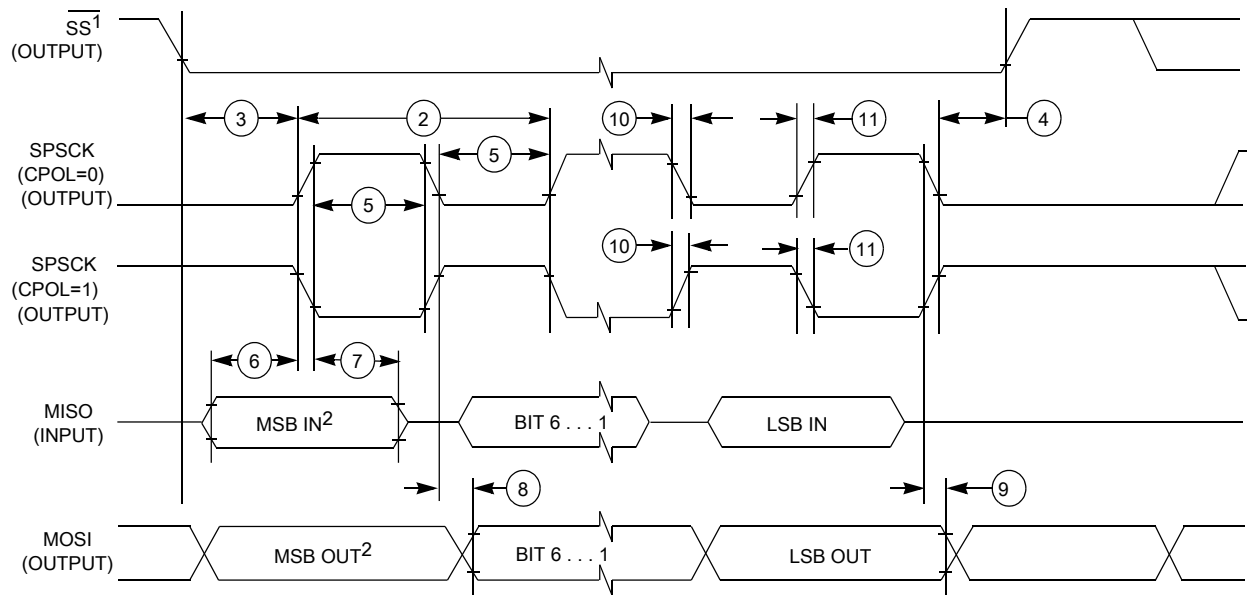 SS¹
(OUTPUT)
3
2
10
11
4
SPSCK
(CPOL=0)
(OUTPUT)
5
5
SPSCK
(CPOL=1)
(OUTPUT)
10
11
6
7
MISO
(INPUT)
MSB IN²
BIT 6 . . . 1
LSB IN
8
9
MOSI
(OUTPUT)
MSB OUT²
BIT 6 . . . 1
LSB OUT